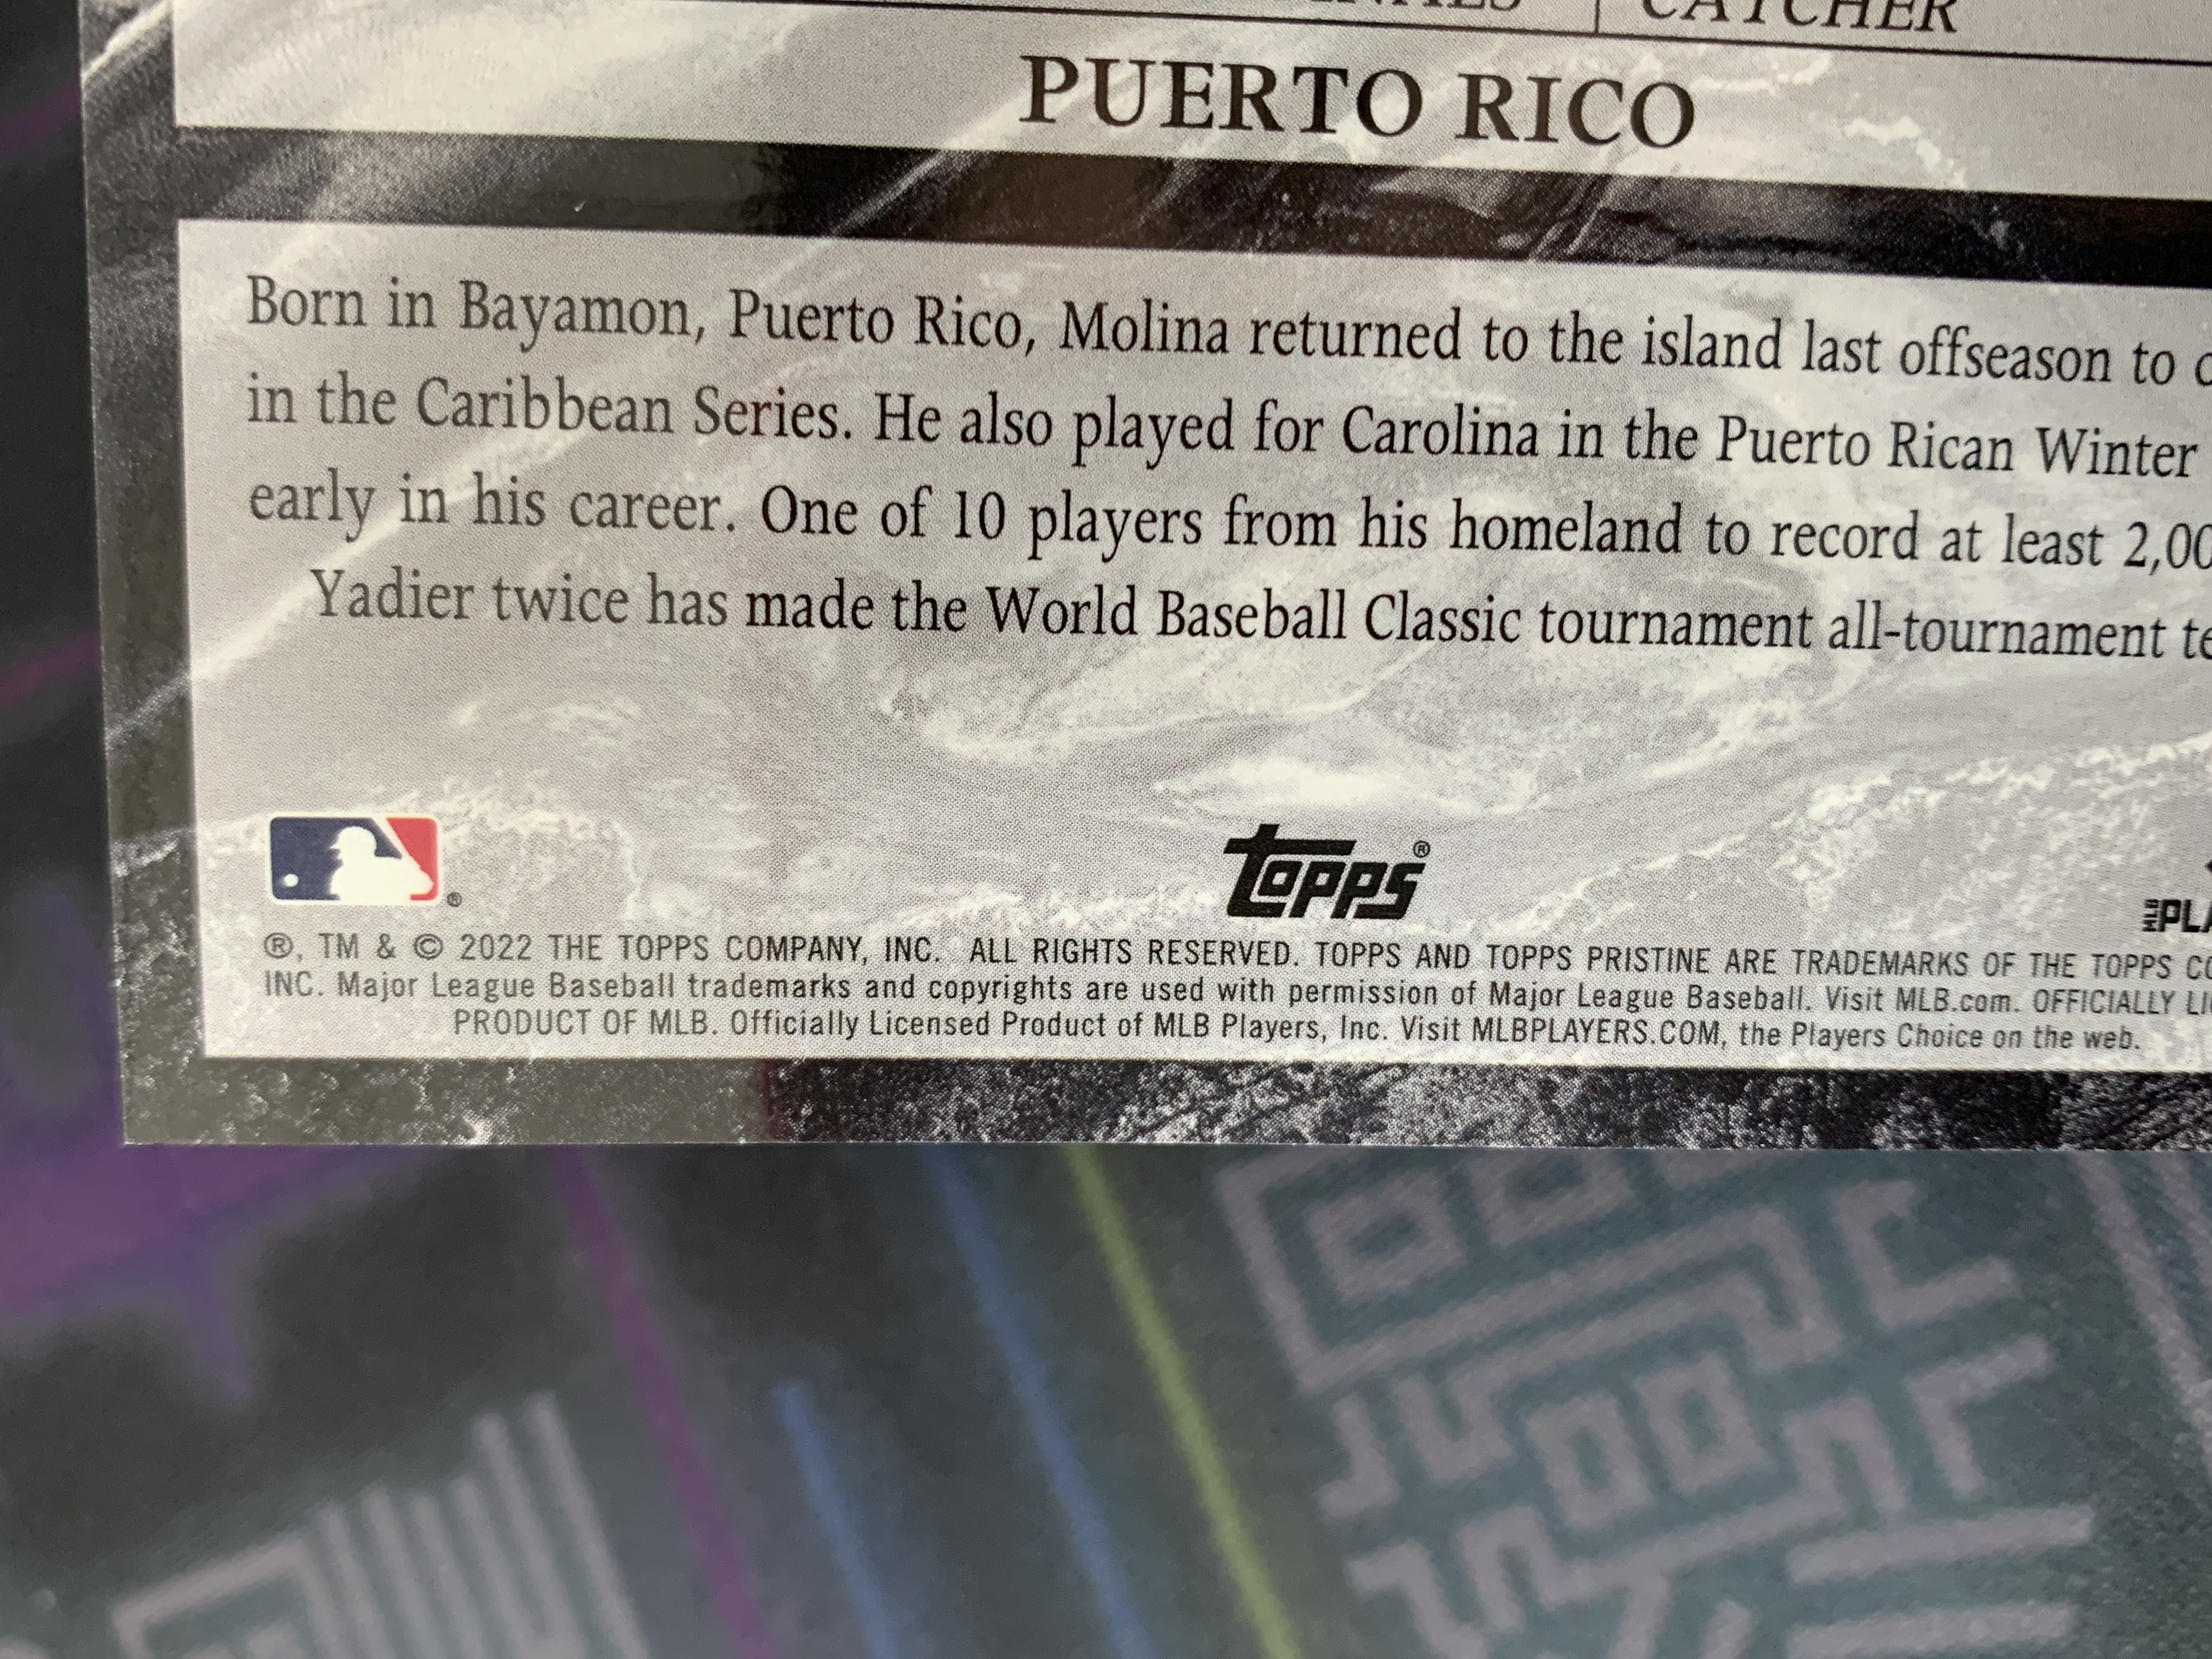 CATCHER
PUERTO RICO
Born in Bayamon, Puerto Rico, Molina returned to the island last offseason to
in the Caribbean Series. He also played for Carolina in the Puerto Rican Winter
early in his career. One of 10 players from his homeland to record at least
Yadier twice has made the World Baseball Classic tournament all-tournament
topps®
®
®, TM & © 2022 THE TOPPS COMPANY, INC. ALL RIGHTS RESERVED. TOPPS AND TOPPS PRISTINE ARE TRADEMARKS OF THE TOPPS
INC. Major League Baseball trademarks and copyrights are used with permission of Major League Baseball. Visit MLB.com. OFFICIALLY
PRODUCT OF MLB. Officially Licensed Product of MLB Players, Inc. Visit MLBPLAYERS.COM, the Players Choice on the web.